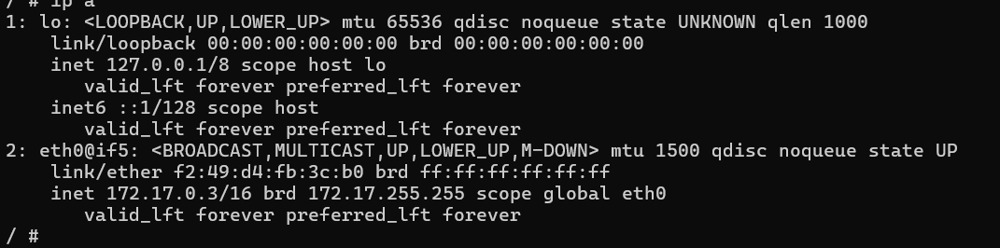 / # ip a
1: lo: <LOOPBACK,UP,LOWER_UP> mtu 65536 qdisc noqueue state UNKNOWN qlen 1000
    link/loopback 00:00:00:00:00:00 brd 00:00:00:00:00:00
    inet 127.0.0.1/8 scope host lo
       valid_lft forever preferred_lft forever
    inet6 ::1/128 scope host
       valid_lft forever preferred_lft forever
2: eth0@if5: <BROADCAST,MULTICAST,UP,LOWER_UP,M-DOWN> mtu 1500 qdisc noqueue state UP
    link/ether f2:49:d4:fb:3c:b0 brd ff:ff:ff:ff:ff:ff
    inet 172.17.0.3/16 brd 172.17.255.255 scope global eth0
       valid_lft forever preferred_lft forever
/ #